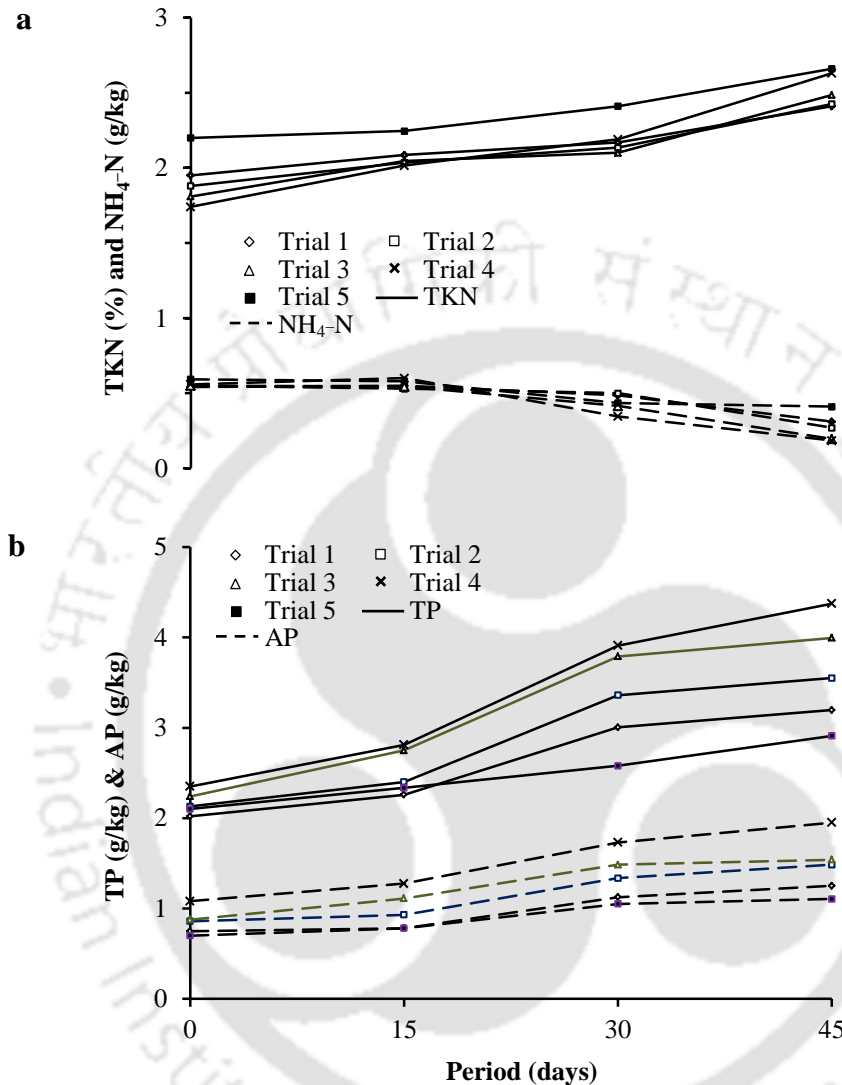 a
3
2
1
0
TKN (%) and NH₄-N (g/kg)
Trial 1
Trial 2
Trial 3
Trial 4
Trial 5
TKN
NH₄-N
b
5
4
3
2
1
0
TP (g/kg) & AP (g/kg)
Trial 1
Trial 2
Trial 3
Trial 4
Trial 5
TP
AP
0 15 30 45
Period (days)
Indian